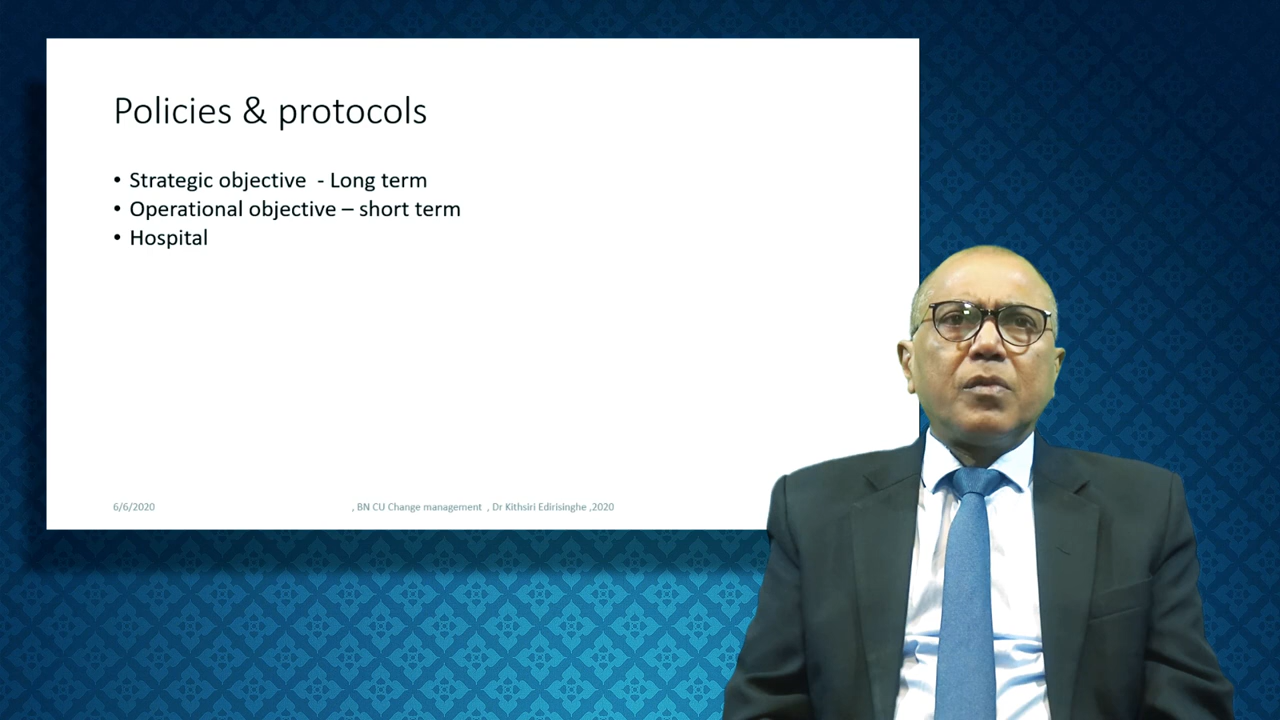 Policies & protocols
• Strategic objective - Long term
• Operational objective – short term
• Hospital
6/6/2020
, BN CU Change management , Dr Kithsiri Edirisinghe ,2020